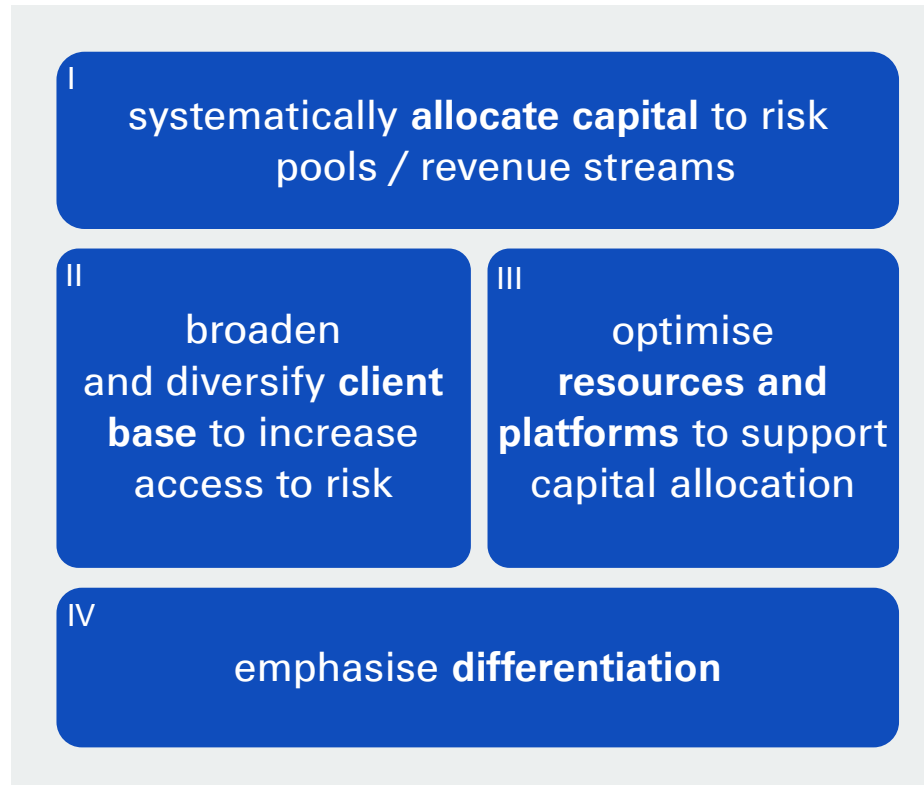 I
systematically allocate capital to risk
pools / revenue streams
II
broaden
and diversify client
base to increase
access to risk
III
optimise
resources and
platforms to support
capital allocation
IV
emphasise differentiation